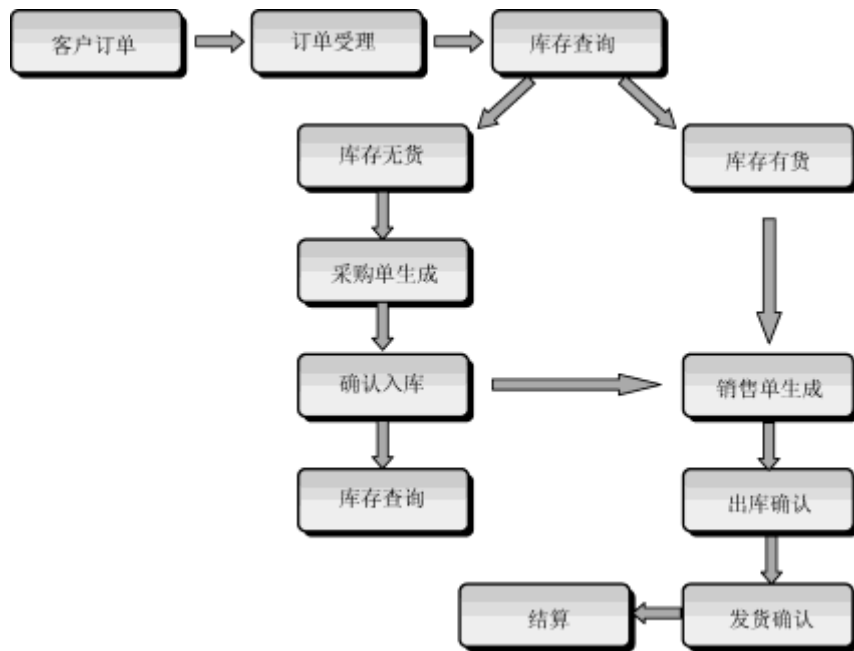 客户订单
订单受理
库存查询
库存无货
库存有货
采购单生成
确认入库
销售单生成
库存查询
出库确认
结算
发货确认